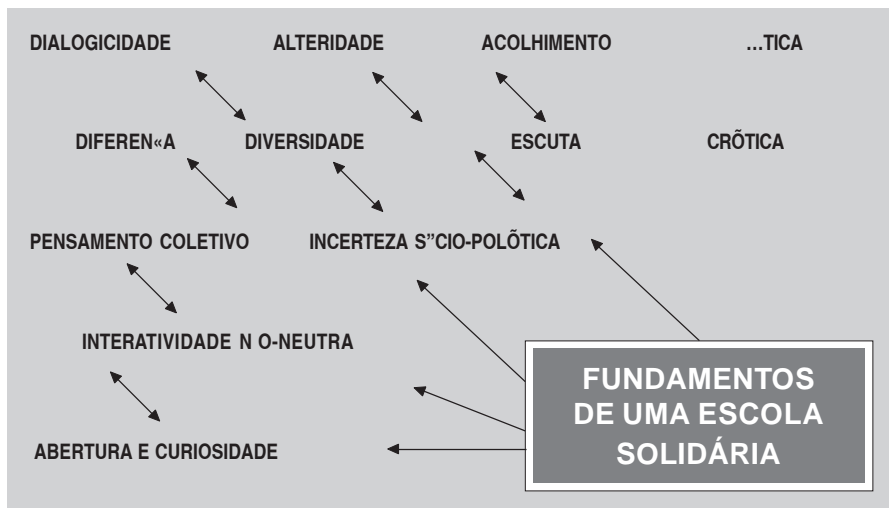 DIALOGICIDADE ALTERIDADE ACOLHIMENTO …TICA
DIFEREN«A DIVERSIDADE ESCUTA CRÕTICA
PENSAMENTO COLETIVO INCERTEZA S”CIO-POLÕTICA
INTERATIVIDADE N O-NEUTRA
ABERTURA E CURIOSIDADE
FUNDAMENTOS
DE UMA ESCOLA
SOLIDÁRIA